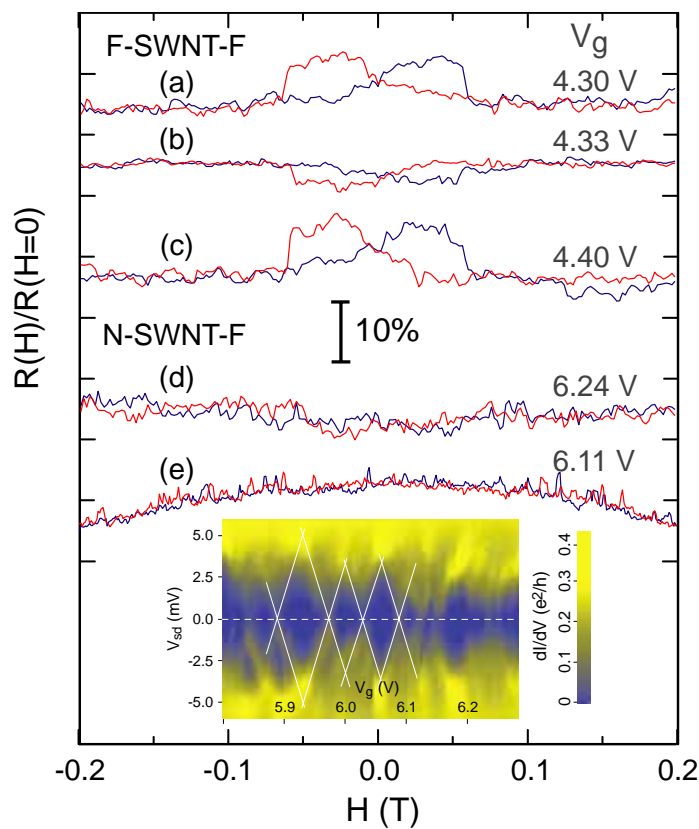 F-SWNT-F
V_g
(a)
4.30 V
(b)
4.33 V
(c)
4.40 V
10%
N-SWNT-F
(d)
6.24 V
(e)
6.11 V
R(H)/R(H=0)
5.0
2.5
0.0
-2.5
-5.0
V_sd (mV)
V_g (V)
5.9 6.0 6.1 6.2
0.4
0.3
0.2
0.1
0
dI/dV (e²/h)
-0.2 -0.1 0.0 0.1 0.2
H (T)